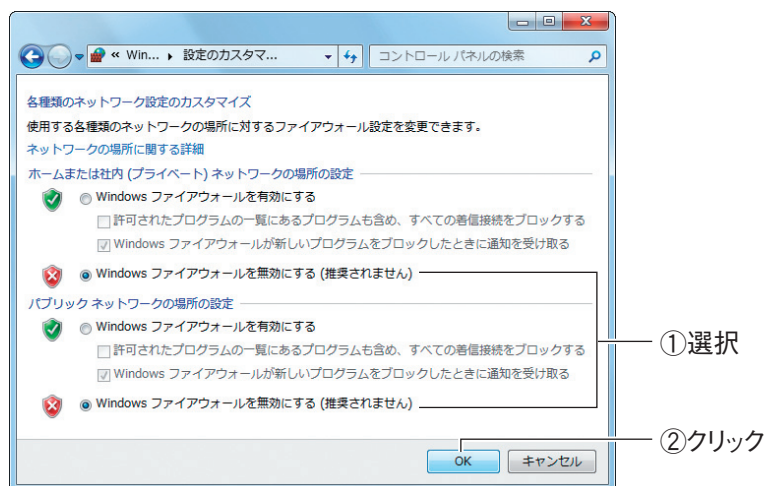 « Win... ▸ 設定のカスタマ...
コントロール パネルの検索
各種類のネットワーク設定のカスタマイズ
使用する各種類のネットワークの場所に対するファイアウォール設定を変更できます。
ネットワークの場所に関する詳細
ホームまたは社内 (プライベート) ネットワークの場所の設定
Windows ファイアウォールを有効にする
許可されたプログラムの一覧にあるプログラムも含め、すべての着信接続をブロックする
Windows ファイアウォールが新しいプログラムをブロックしたときに通知を受け取る
Windows ファイアウォールを無効にする (推奨されません)
パブリック ネットワークの場所の設定
Windows ファイアウォールを有効にする
許可されたプログラムの一覧にあるプログラムも含め、すべての着信接続をブロックする
①選択
Windows ファイアウォールが新しいプログラムをブロックしたときに通知を受け取る
Windows ファイアウォールを無効にする (推奨されません)
②クリック
OK
キャンセル